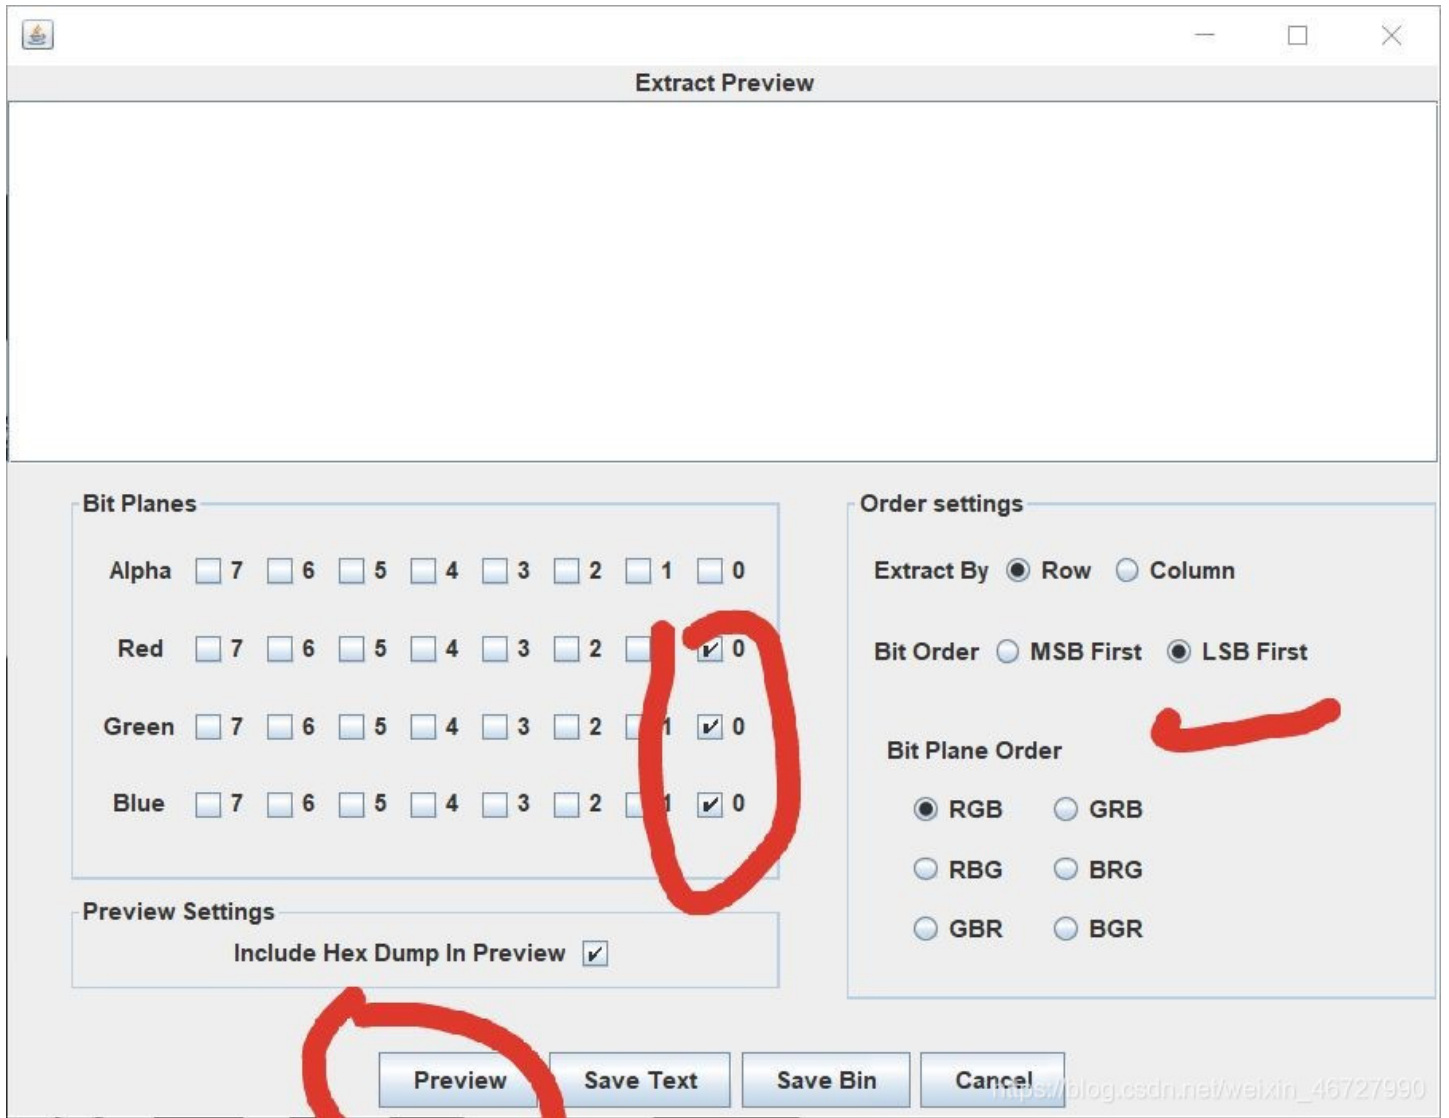 Extract Preview
Bit Planes
Alpha 7 6 5 4 3 2 1 0
Red 7 6 5 4 3 2 0
Green 7 6 5 4 3 2 1 0
Blue 7 6 5 4 3 2 1 0
Preview Settings
Include Hex Dump In Preview
Order settings
Extract By Row Column
Bit Order MSB First LSB First
Bit Plane Order
RGB GRB
RBG BRG
GBR BGR
Preview Save Text Save Bin Cancel
https://blog.csdn.net/weixin_46727990